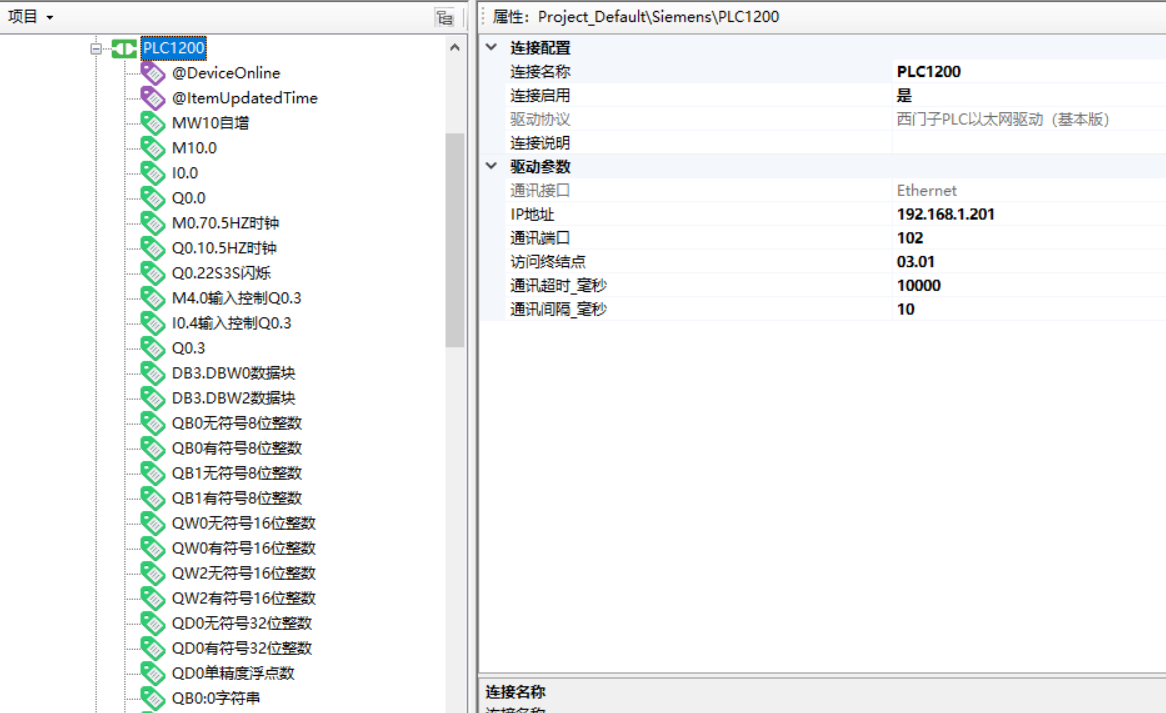 项目
PLC1200
@DeviceOnline
@ItemUpdatedTime
MW10自增
M10.0
I0.0
Q0.0
M0.70.5HZ时钟
Q0.10.5HZ时钟
Q0.22S3S闪烁
M4.0输入控制Q0.3
I0.4输入控制Q0.3
Q0.3
DB3.DBW0数据块
DB3.DBW2数据块
QB0无符号8位整数
QB0有符号8位整数
QB1无符号8位整数
QB1有符号8位整数
QW0无符号16位整数
QW0有符号16位整数
QW2无符号16位整数
QW2有符号16位整数
QD0无符号32位整数
QD0有符号32位整数
QD0单精度浮点数
QB0:0字符串
属性: Project_Default\Siemens\PLC1200
连接配置
连接名称 PLC1200
连接启用 是
驱动协议 西门子PLC以太网驱动（基本版）
连接说明
驱动参数
通讯接口 Ethernet
IP地址 192.168.1.201
通讯端口 102
访问终结点 03.01
通讯超时_毫秒 10000
通讯间隔_毫秒 10
连接名称
连接名称